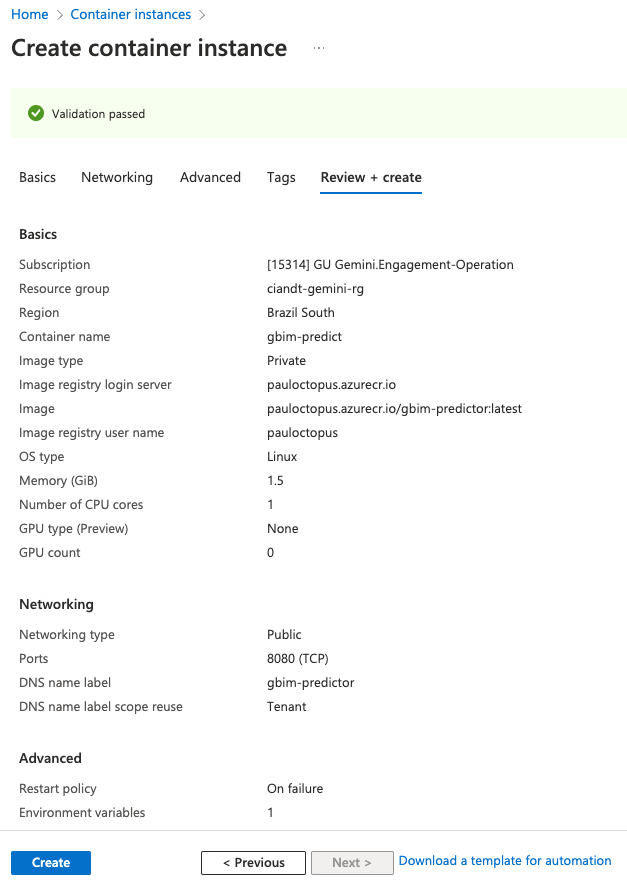 Home > Container instances >
Create container instance ...
Validation passed
Basics Networking Advanced Tags Review + create
Basics
Subscription [15314] GU Gemini.Engagement-Operation
Resource group ciandt-gemini-rg
Region Brazil South
Container name gbim-predict
Image type Private
Image registry login server pauloctopus.azurecr.io
Image pauloctopus.azurecr.io/gbim-predictor:latest
Image registry user name pauloctopus
OS type Linux
Memory (GiB) 1.5
Number of CPU cores 1
GPU type (Preview) None
GPU count 0
Networking
Networking type Public
Ports 8080 (TCP)
DNS name label gbim-predictor
DNS name label scope reuse Tenant
Advanced
Restart policy On failure
Environment variables 1
Create < Previous Next > Download a template for automation